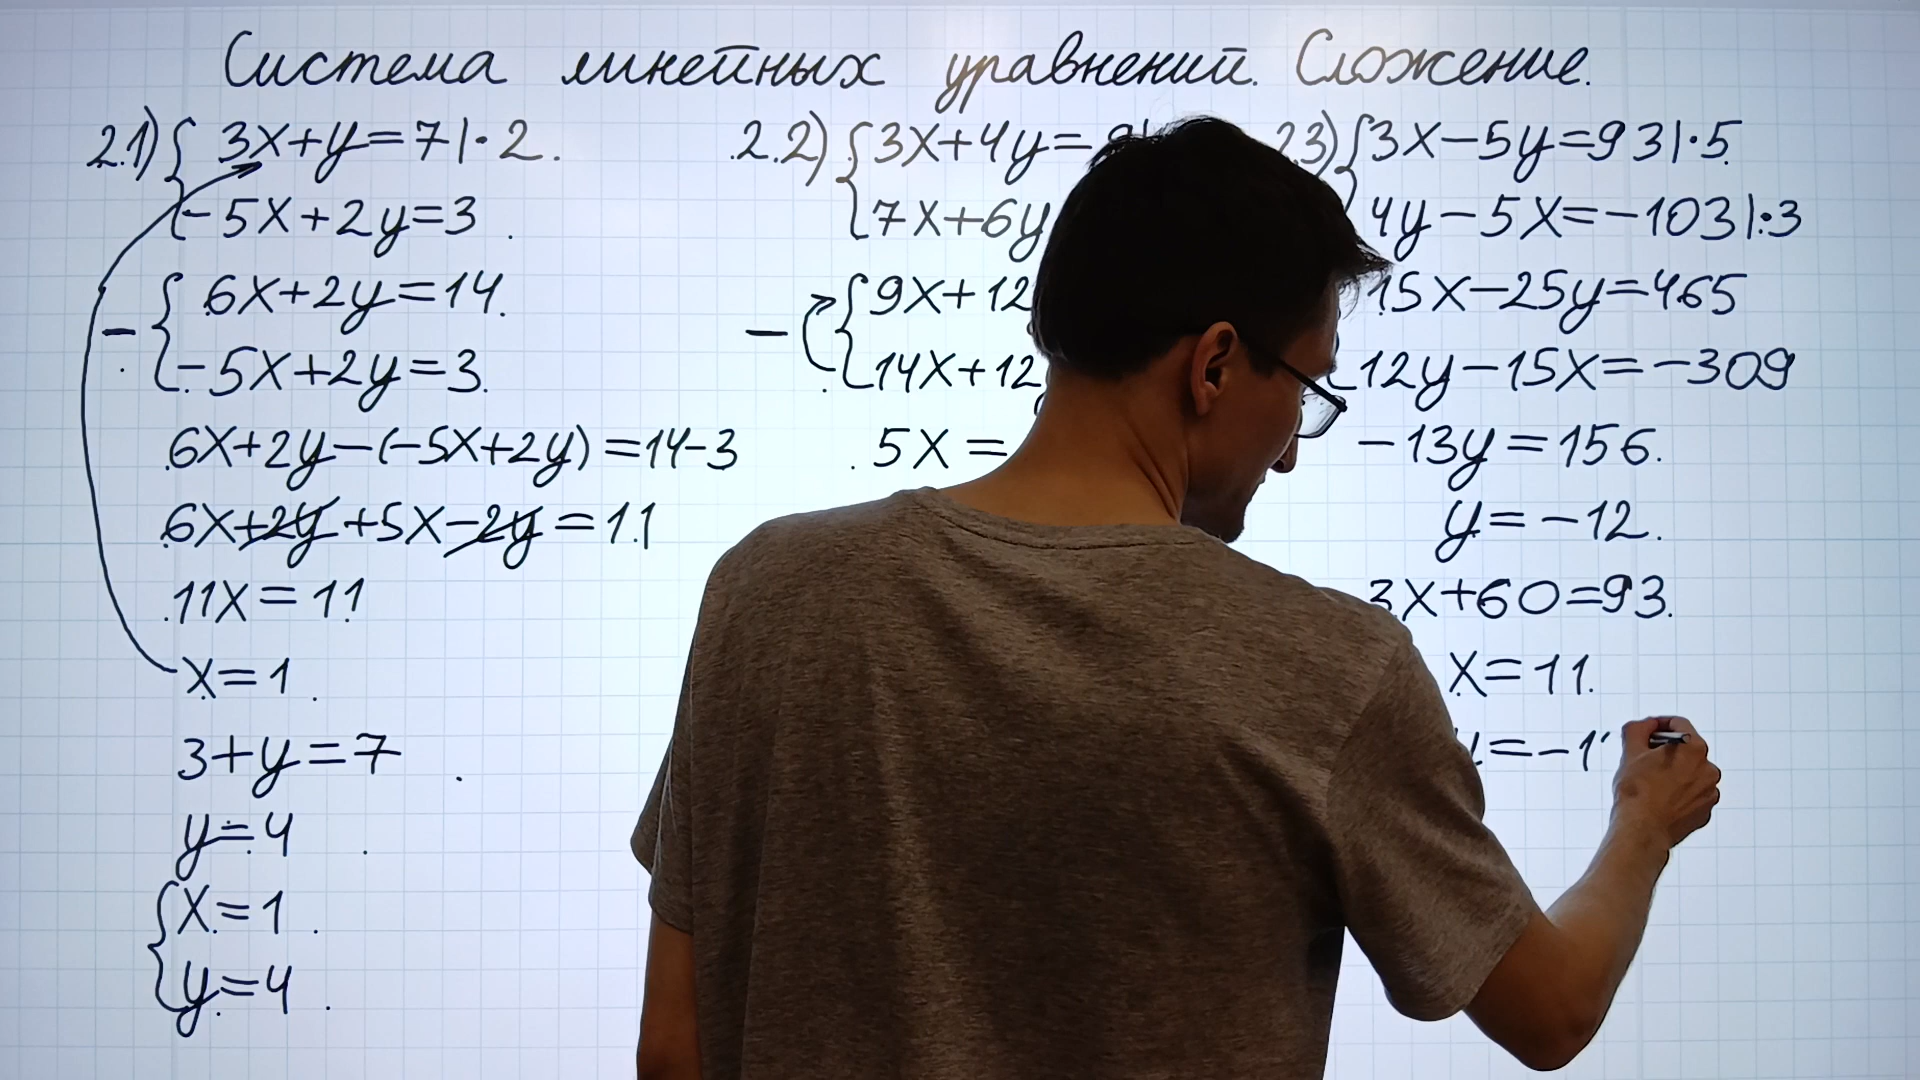 Система линейных уравнений. Сложение.
2.1) { 3x+y=7|·2.
-5x+2y=3
6x+2y=14.
-5x+2y=3.
6x+2y-(-5x+2y)=14-3
6x+2y+5x-2y=11
11x=11
x=1
3+y=7
y=4
x=1
y=4
2.2) { 3x+4y=
7x+6y
9x+12
14x+12
5x=
2.3) { 3x-5y=93|·5
4y-5x=-103|·3
15x-25y=465
12y-15x=-309
-13y=156.
y=-12.
3x+60=93.
x=11.
=-1